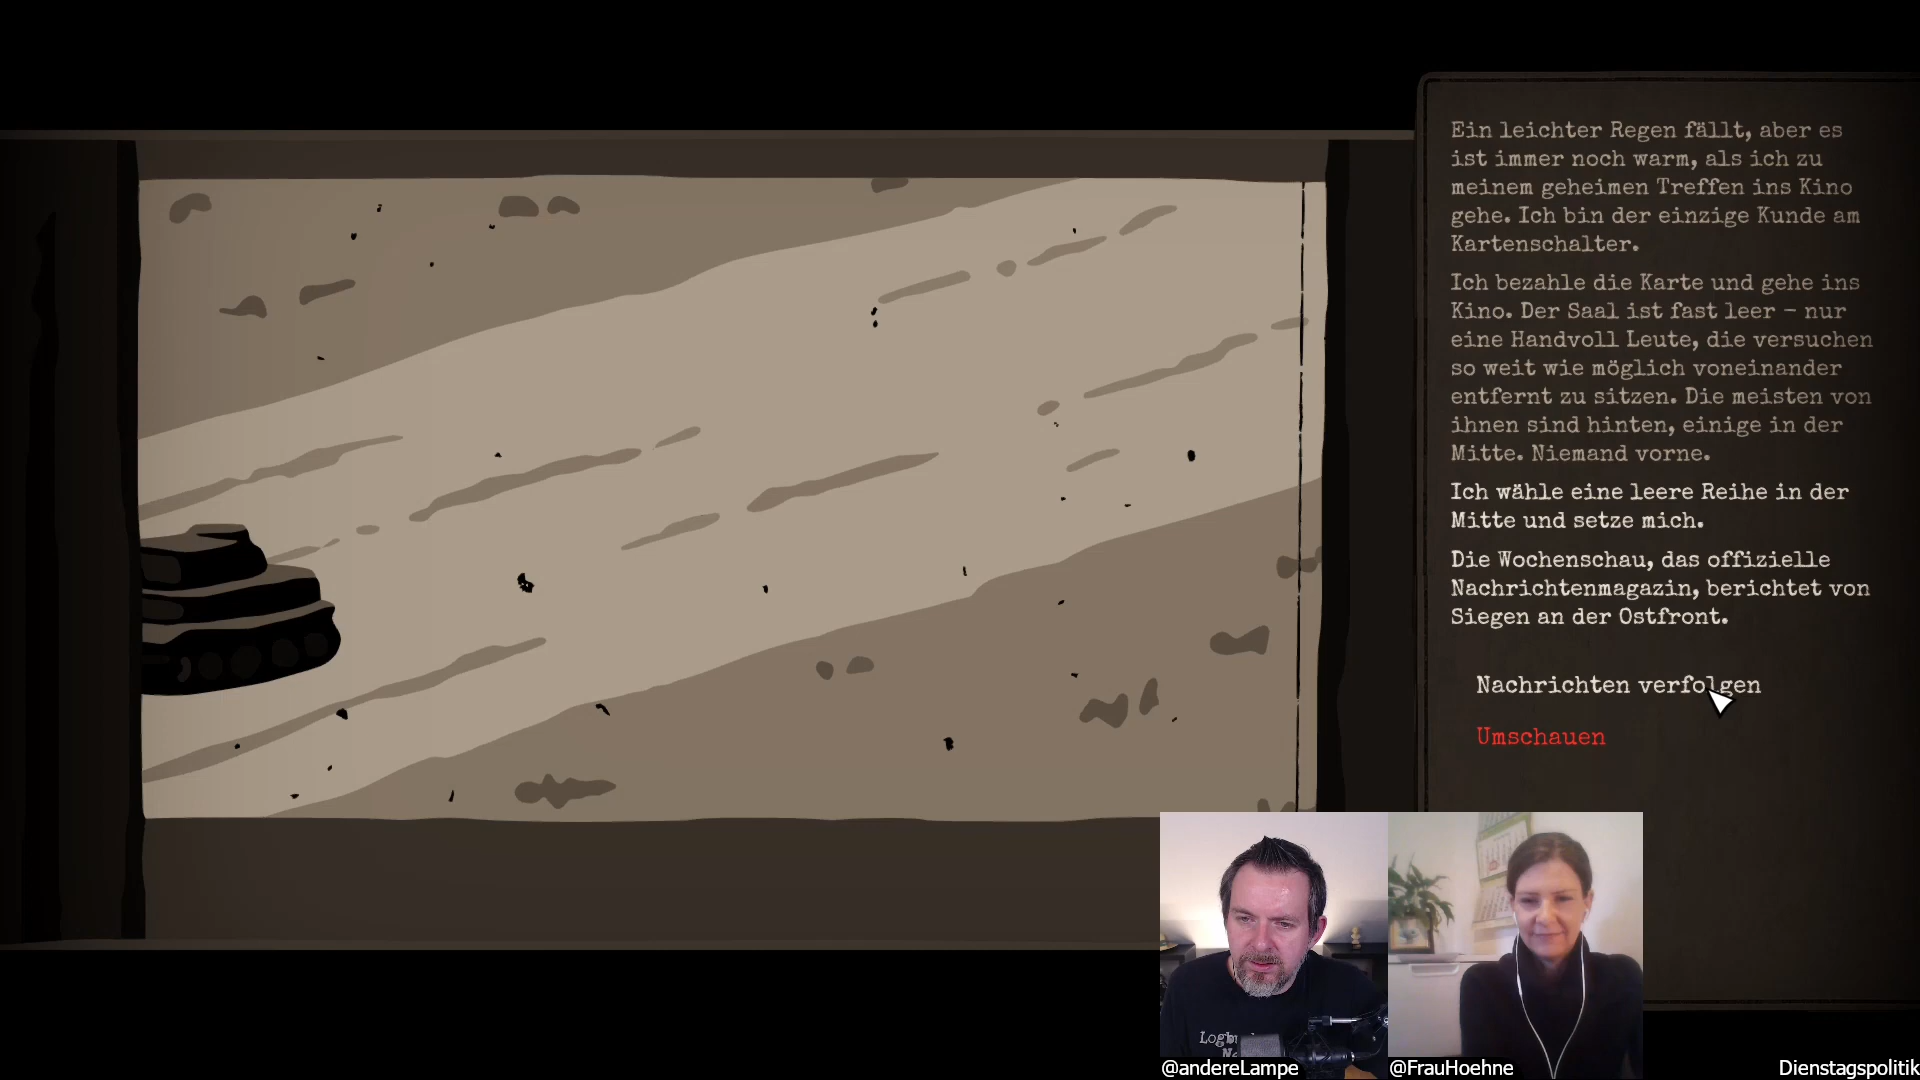 Ein leichter Regen fällt, aber es
ist immer noch warm, als ich zu
meinem geheimen Treffen ins Kino
gehe. Ich bin der einzige Kunde am
Kartenschalter.
Ich bezahle die Karte und gehe ins
Kino. Der Saal ist fast leer – nur
eine Handvoll Leute, die versuchen
so weit wie möglich voneinander
entfernt zu sitzen. Die meisten von
ihnen sind hinten, einige in der
Mitte. Niemand vorne.
Ich wähle eine leere Reihe in der
Mitte und setze mich.
Die Wochenschau, das offizielle
Nachrichtenmagazin, berichtet von
Siegen an der Ostfront.
Nachrichten verfolgen
Umschauen
@andereLampe
@FrauHoehne
Dienstagspolitik